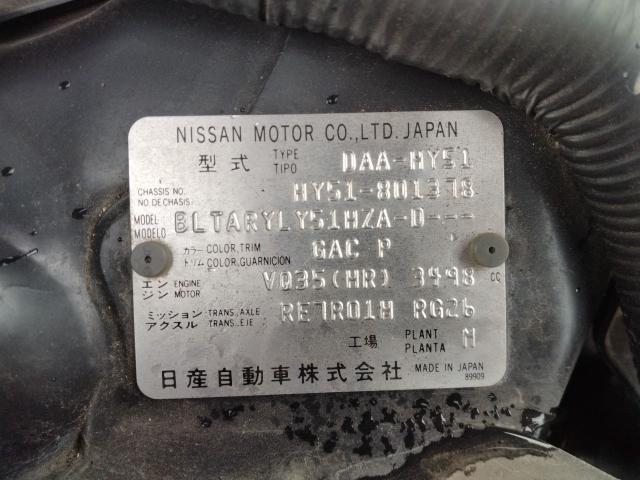 NISSAN MOTOR CO.,LTD. JAPAN
型式 TYPE TIPO DAA-HY51
CHASSIS NO. NO.DE CHASIS. HY51-801378
MODEL MODELO BLTARYLY51HZA-D---
カラー COLOR,TRIM トリム COLOR,GUARNICION GAC P
エンジン ENGINE MOTOR VQ35(HR) 3498 cc
ミッション TRANS.,AXLE アクスル TRANS.,EJE RE7R01H RG26
工場 PLANT PLANTA M
日産自動車株式会社 MADE IN JAPAN
89909